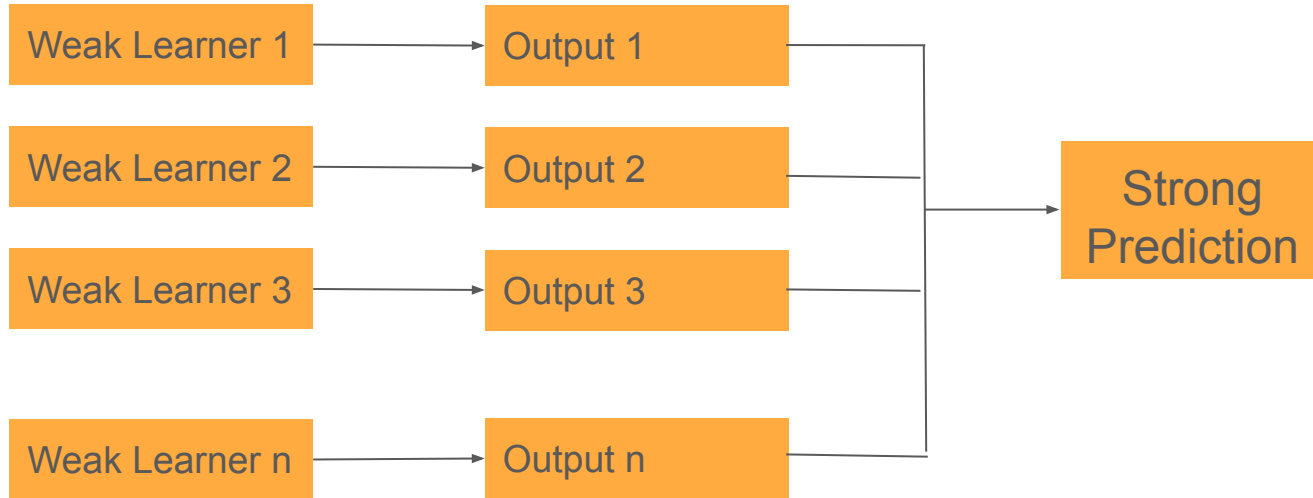 Weak Learner 1
Output 1
Weak Learner 2
Output 2
Weak Learner 3
Output 3
Weak Learner n
Output n
Strong
Prediction